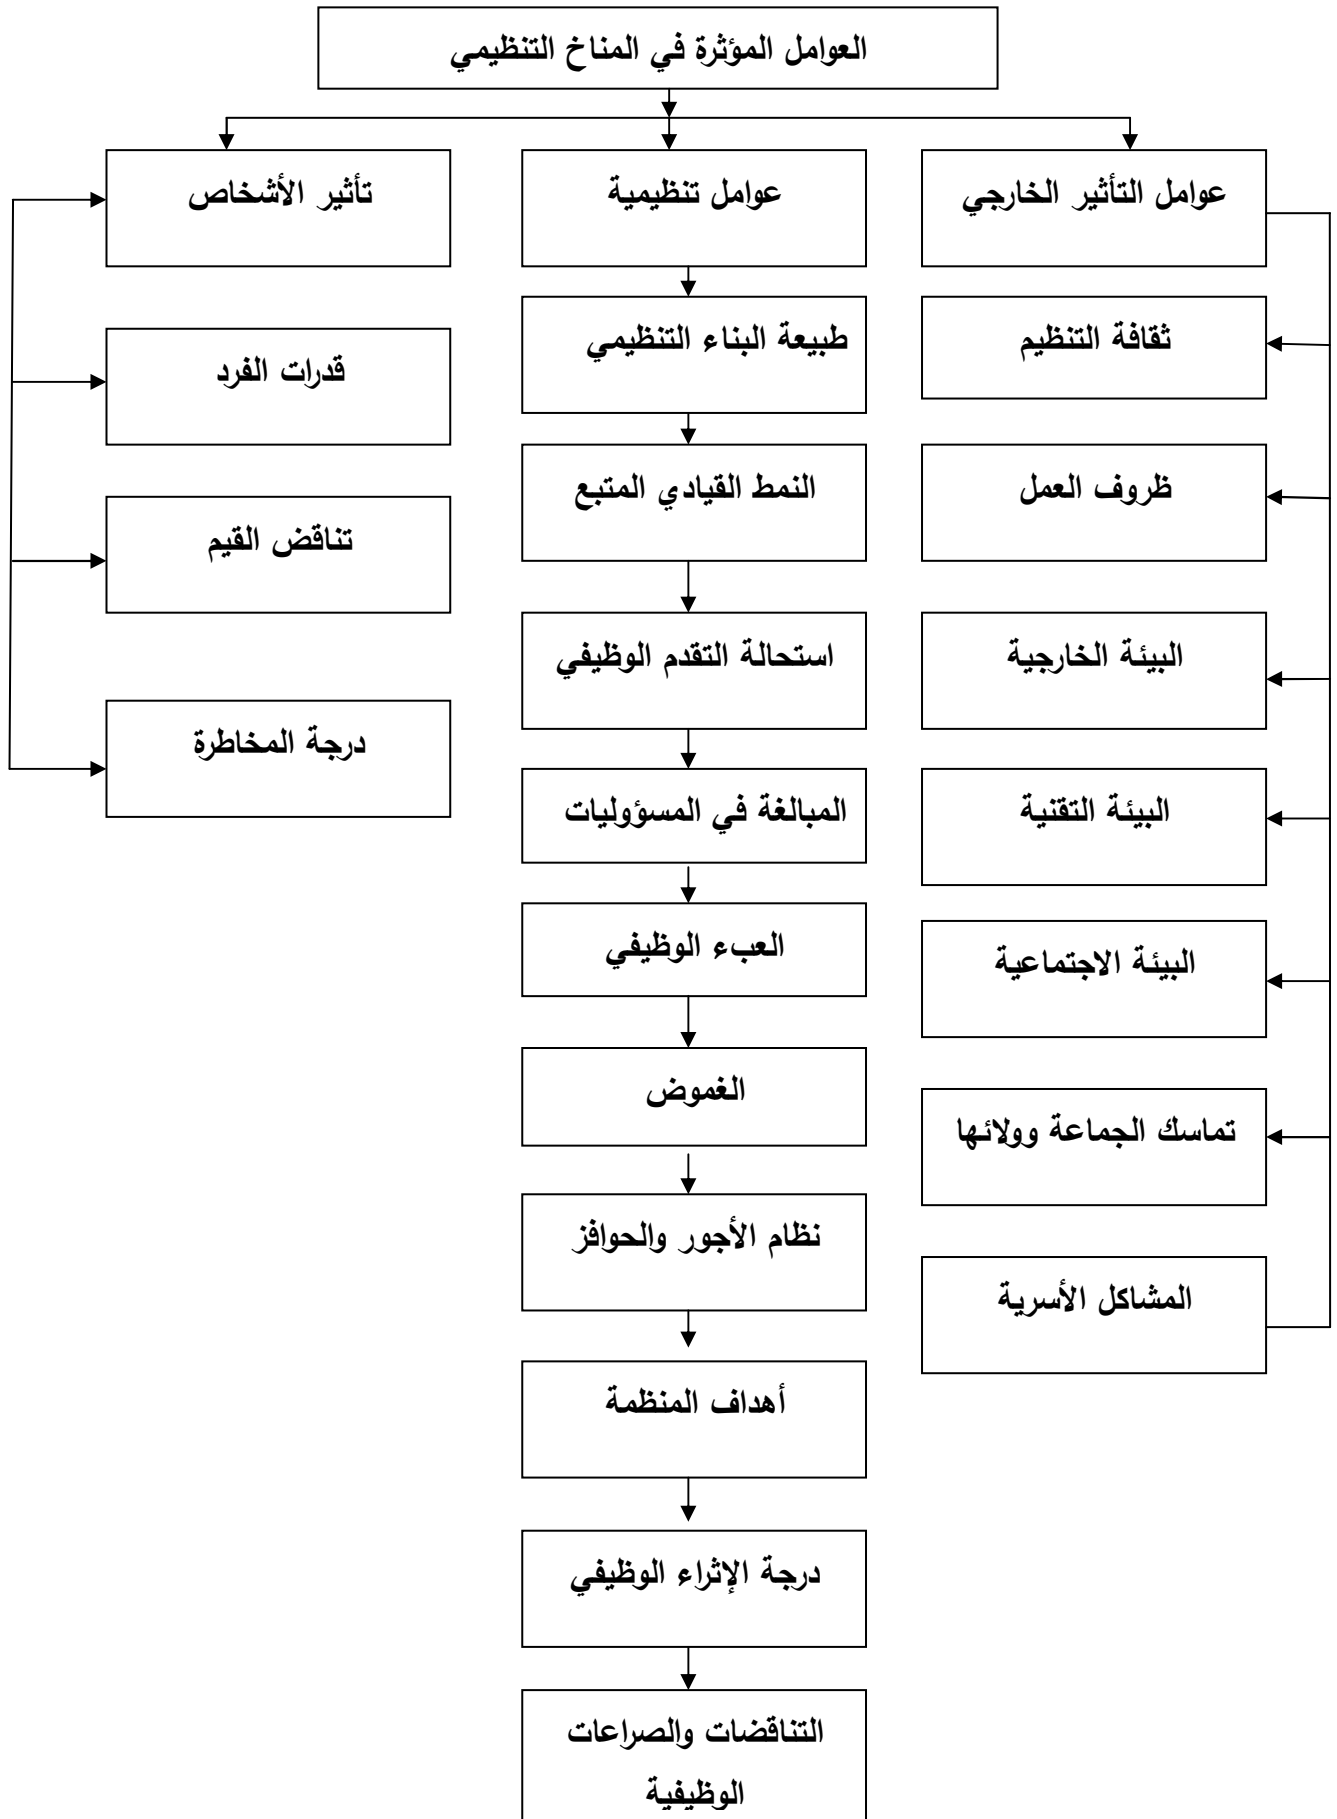 العوامل المؤثرة في المناخ التنظيمي
عوامل التأثير الخارجي
ثقافة التنظيم
ظروف العمل
البيئة الخارجية
البيئة التقنية
البيئة الاجتماعية
تماسك الجماعة وولائها
المشاكل الأسرية
عوامل تنظيمية
طبيعة البناء التنظيمي
النمط القيادي المتبع
استحالة التقدم الوظيفي
المبالغة في المسؤوليات
العبء الوظيفي
الغموض
نظام الأجور والحوافز
أهداف المنظمة
درجة الإثراء الوظيفي
التناقضات والصراعات
الوظيفية
تأثير الأشخاص
قدرات الفرد
تناقض القيم
درجة المخاطرة